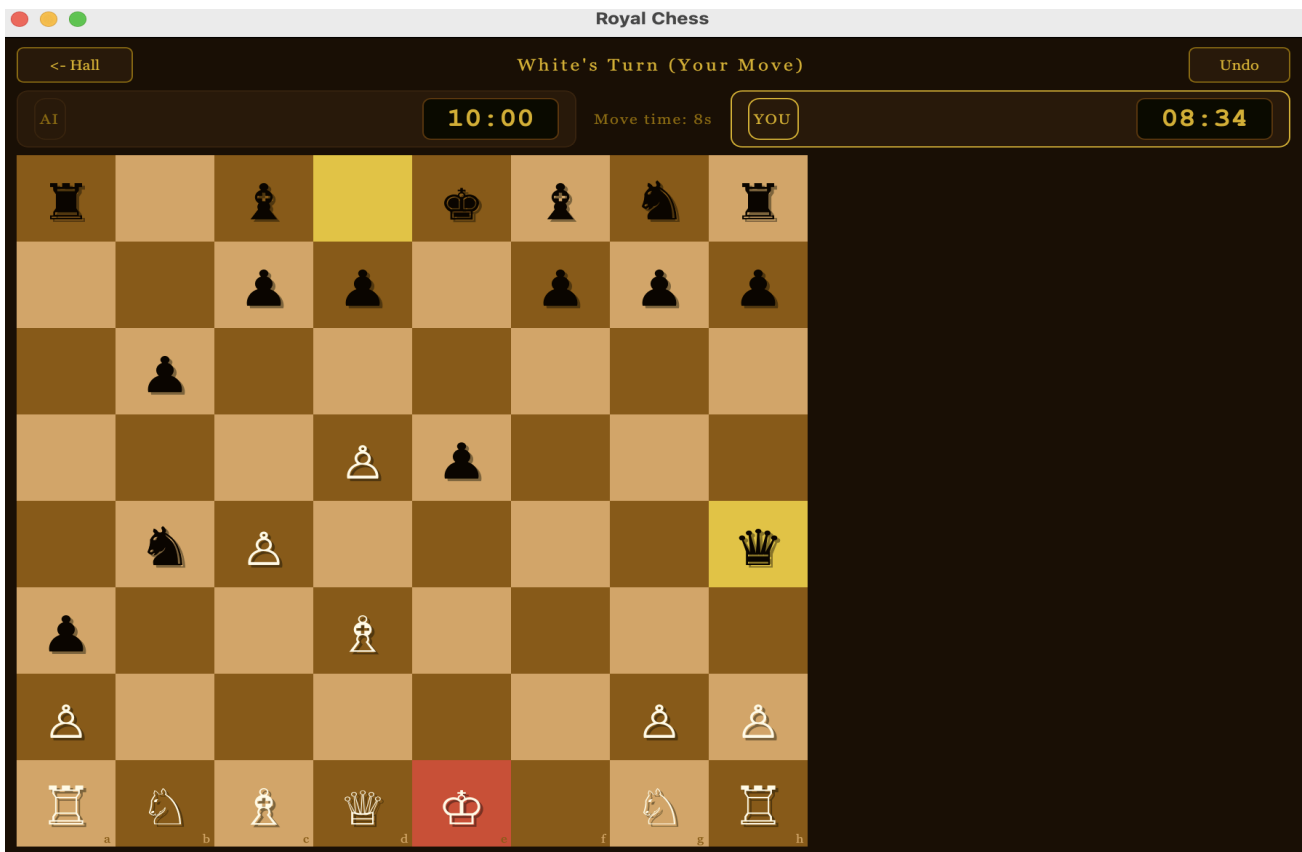 Royal Chess
<- Hall
White's Turn (Your Move)
Undo
AI
10:00
Move time: 8s
YOU
08:34
a
b
c
d
e
f
g
h